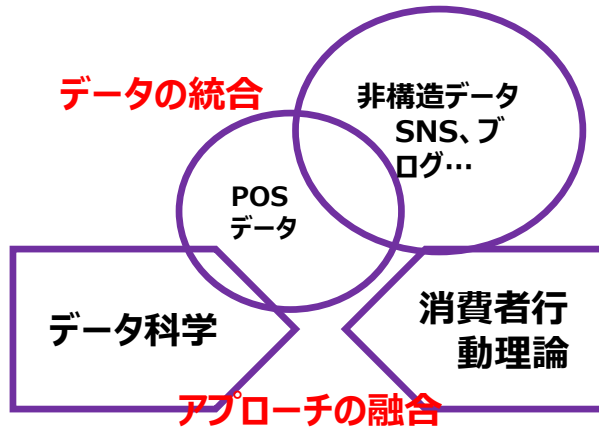 データの統合
非構造データ
SNS、ブ
ログ…
POS
データ
データ科学
消費者行
動理論
アプローチの融合